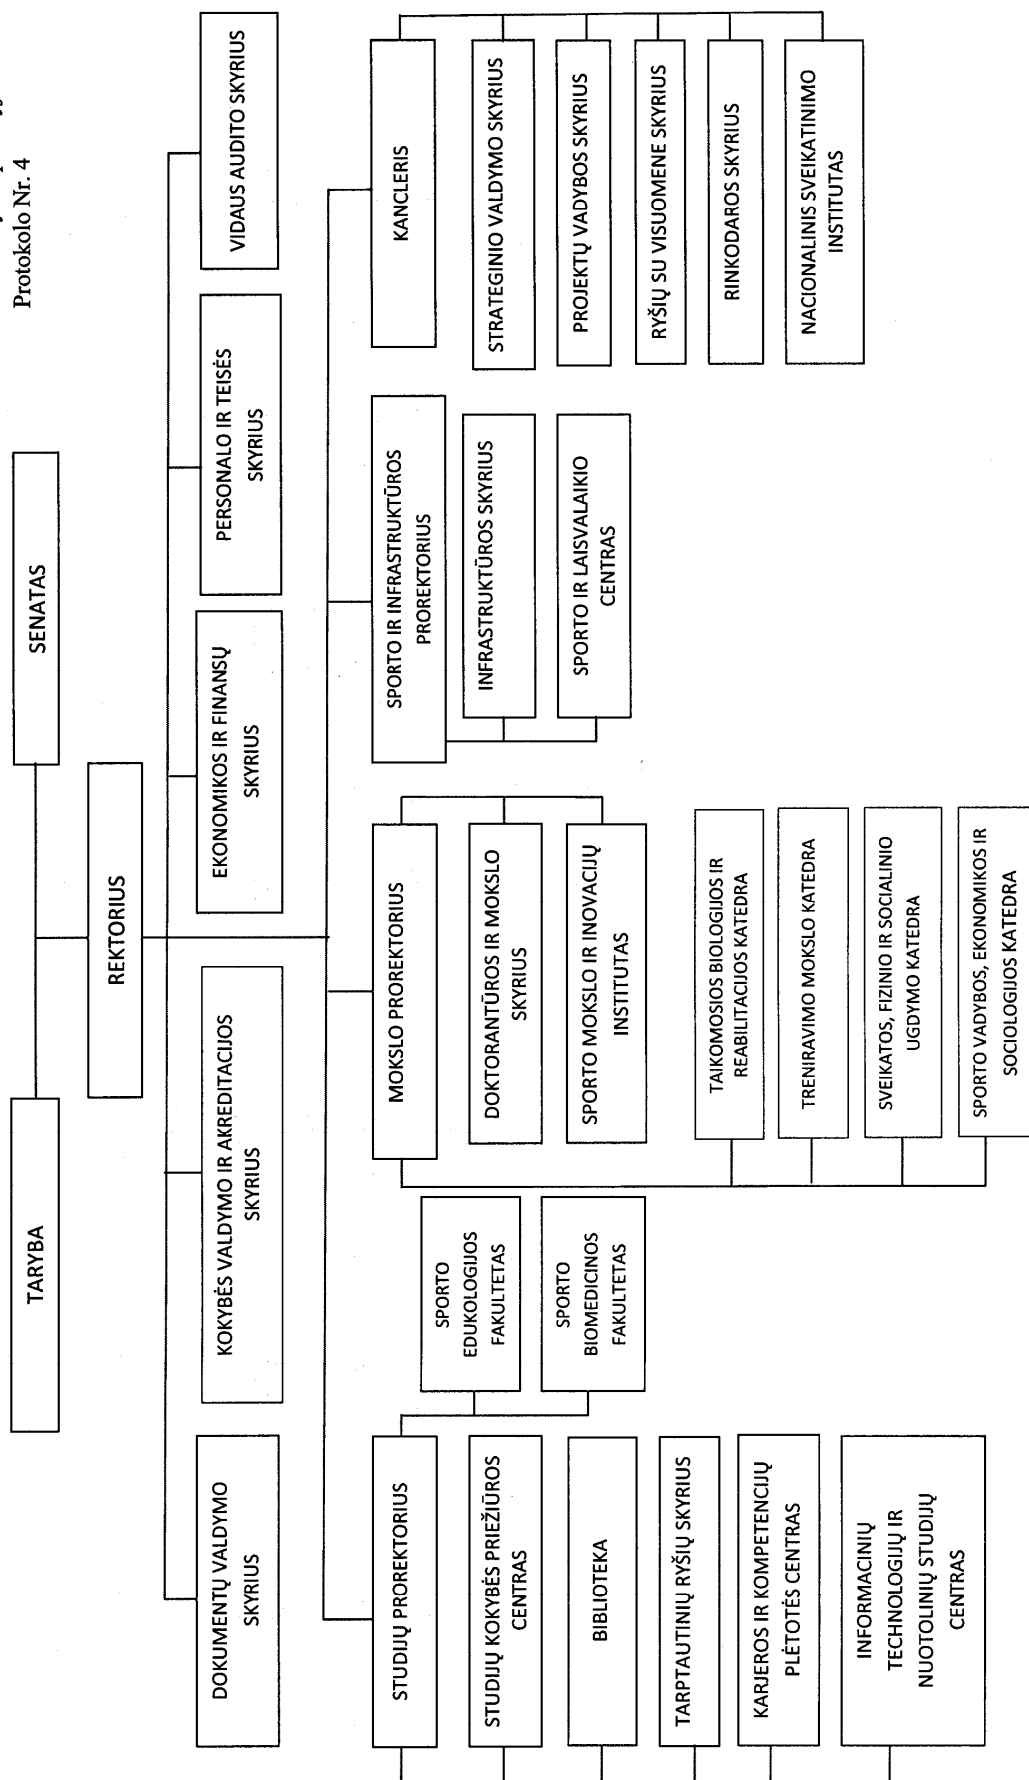 Protokolo Nr. 4
TARYBA
SENATAS
REKTORIUS
DOKUMENTŲ VALDYMO
SKYRIUS
KOKYBĖS VALDYMO IR AKREDITACIJOS
SKYRIUS
EKONOMIKOS IR FINANSŲ
SKYRIUS
PERSONALO IR TEISĖS
SKYRIUS
VIDAUS AUDITO SKYRIUS
STUDIJŲ PROREKTORIUS
STUDIJŲ KOKYBĖS PRIEŽIŪROS
CENTRAS
BIBLIOTEKA
TARPTAUTINIŲ RYŠIŲ SKYRIUS
KARJEROS IR KOMPETENCIJŲ
PLĖTOTĖS CENTRAS
INFORMACINIŲ
TECHNOLOGIJŲ IR
NUOTOLINIŲ STUDIJŲ
CENTRAS
SPORTO
EDUKOLOGIJOS
FAKULTETAS
SPORTO
BIOMEDICINOS
FAKULTETAS
MOKSLO PROREKTORIUS
DOKTORANTŪROS IR MOKSLO
SKYRIUS
SPORTO MOKSLO IR INOVACIJŲ
INSTITUTAS
TAIKOMOSIOS BIOLOGIJOS IR
REABILITACIJOS KATEDRA
TRENIRAVIMO MOKSLO KATEDRA
SVEIKATOS, FIZINIO IR SOCIALINIO
UGDYMO KATEDRA
SPORTO VADYBOS, EKONOMIKOS IR
SOCIOLOGIJOS KATEDRA
SPORTO IR INFRASTRUKTŪROS
PROREKTORIUS
INFRASTRUKTŪROS SKYRIUS
SPORTO IR LAISVALAIKIO
CENTRAS
KANCLERIS
STRATEGINIO VALDYMO SKYRIUS
PROJEKTŲ VADYBOS SKYRIUS
RYŠIŲ SU VISUOMENE SKYRIUS
RINKODAROS SKYRIUS
NACIONALINIS SVEIKATINIMO
INSTITUTAS